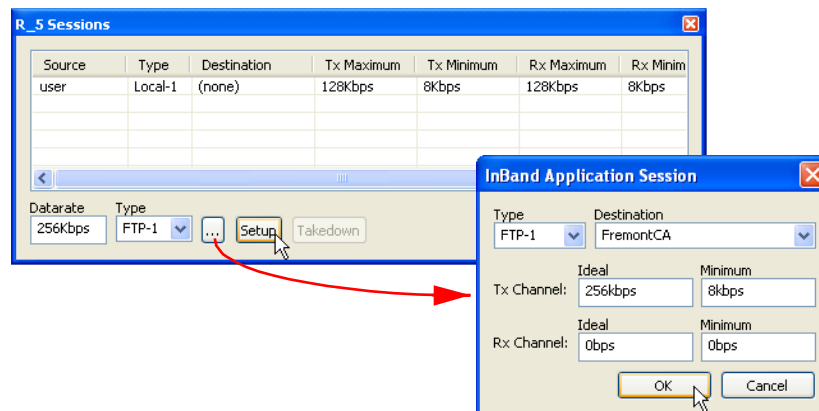 R_5 Sessions
Source Type Destination Tx Maximum Tx Minimum Rx Maximum Rx Minim
user Local-1 (none) 128Kbps 8Kbps 128Kbps 8Kbps
Datarate Type
256Kbps FTP-1 ... Setup Takedown
InBand Application Session
Type Destination
FTP-1 FremontCA
Ideal Minimum
Tx Channel: 256kbps 8kbps
Ideal Minimum
Rx Channel: 0bps 0bps
OK Cancel